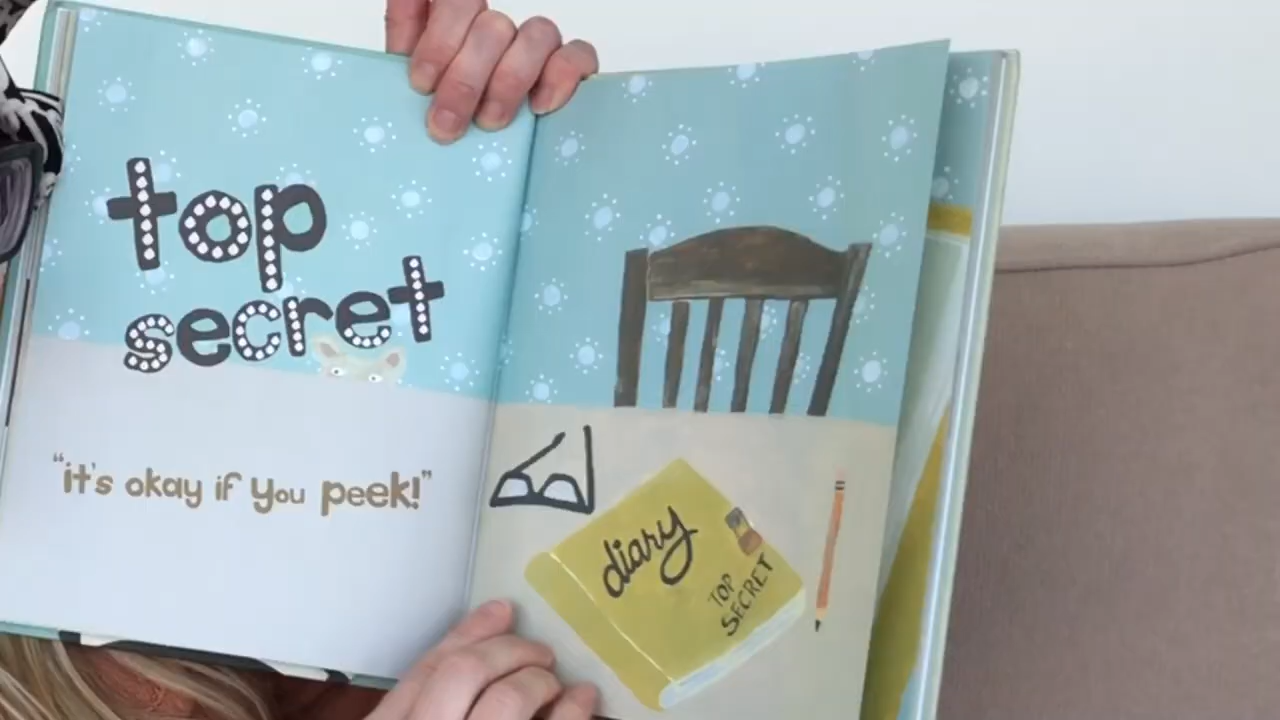 top
secret
"it's okay if you peek!"
diary
TOP
SECRET